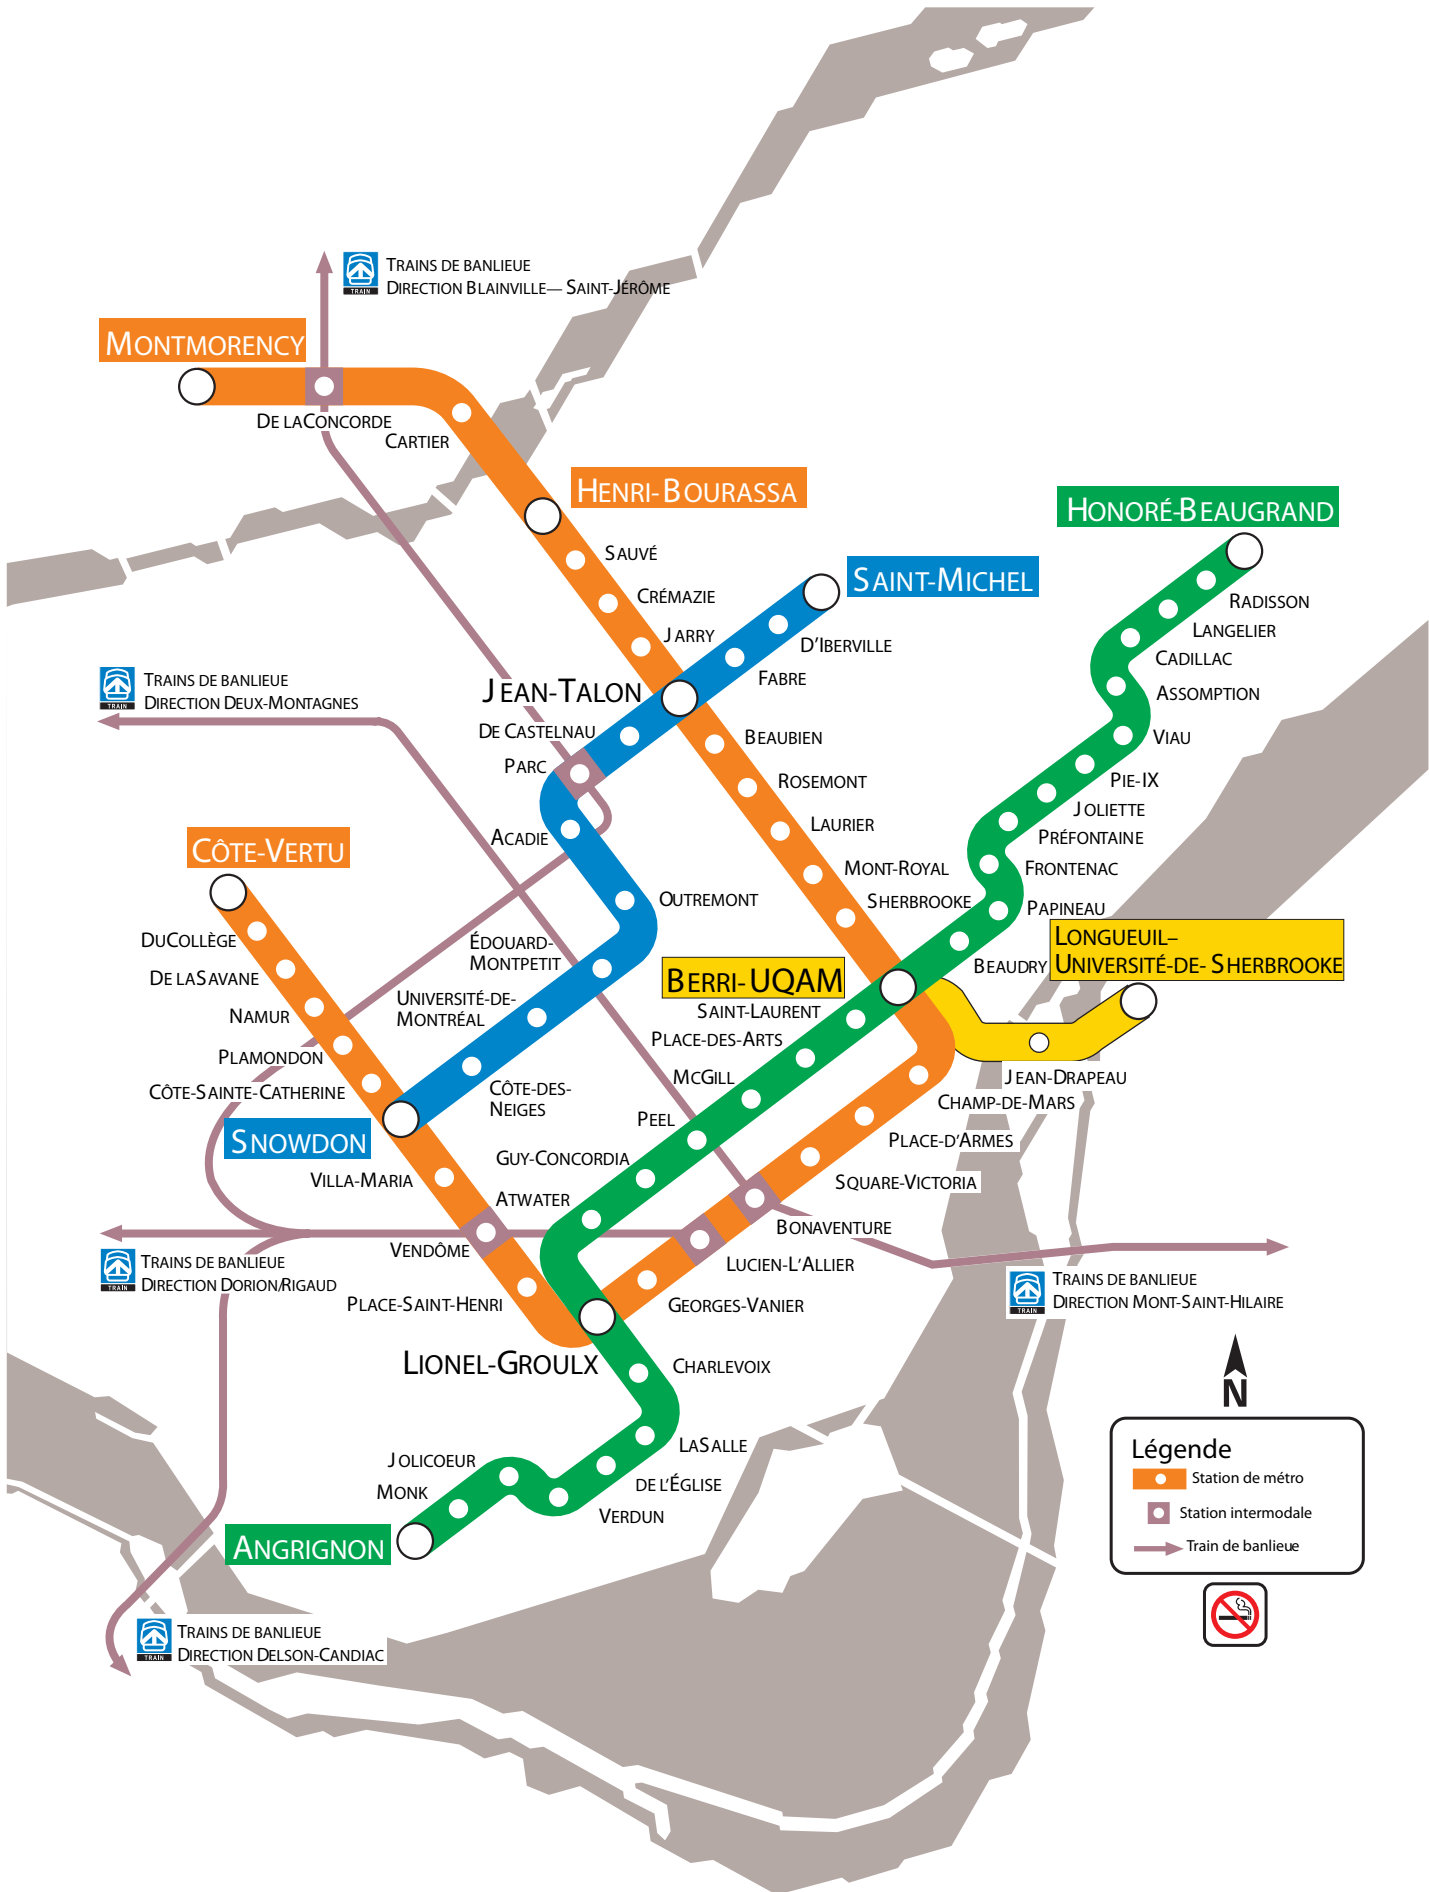 TRAINS DE BANLIEUE
DIRECTION BLAINVILLE— SAINT-JÉRÔME
TRAIN
MONTMORENCY
DE LA CONCORDE
CARTIER
HENRI-BOURASSA
HONORÉ-BEAUGRAND
SAUVÉ
SAINT-MICHEL
CRÉMAZIE
RADISSON
JARRY
LANGELIER
D'IBERVILLE
CADILLAC
FABRE
TRAINS DE BANLIEUE
DIRECTION DEUX-MONTAGNES
TRAIN
JEAN-TALON
ASSOMPTION
DE CASTELNAU
BEAUBIEN
VIAU
PARC
ROSEMONT
PIE-IX
JOLIETTE
LAURIER
ACADIE
PRÉFONTAINE
CÔTE-VERTU
MONT-ROYAL
FRONTENAC
OUTREMONT
SHERBROOKE
PAPINEAU
DU COLLÈGE
ÉDOUARD-
MONTPETIT
LONGUEUIL–
UNIVERSITÉ-DE- SHERBROOKE
BEAUDRY
DE LA SAVANE
BERRI-UQAM
UNIVERSITÉ-DE-
MONTRÉAL
SAINT-LAURENT
NAMUR
PLACE-DES-ARTS
PLAMONDON
MCGILL
JEAN-DRAPEAU
CÔTE-SAINTE-CATHERINE
CÔTE-DES-
NEIGES
CHAMP-DE-MARS
PEEL
SNOWDON
PLACE-D'ARMES
GUY-CONCORDIA
VILLA-MARIA
SQUARE-VICTORIA
ATWATER
BONAVENTURE
VENDÔME
TRAINS DE BANLIEUE
DIRECTION DORION/RIGAUD
TRAIN
LUCIEN-L'ALLIER
TRAINS DE BANLIEUE
DIRECTION MONT-SAINT-HILAIRE
TRAIN
PLACE-SAINT-HENRI
GEORGES-VANIER
LIONEL-GROULX
CHARLEVOIX
N
LASALLE
Légende
JOLICOEUR
Station de métro
DE L'ÉGLISE
MONK
Station intermodale
VERDUN
ANGRIGNON
Train de banlieue
TRAINS DE BANLIEUE
DIRECTION DELSON-CANDIAC
TRAIN